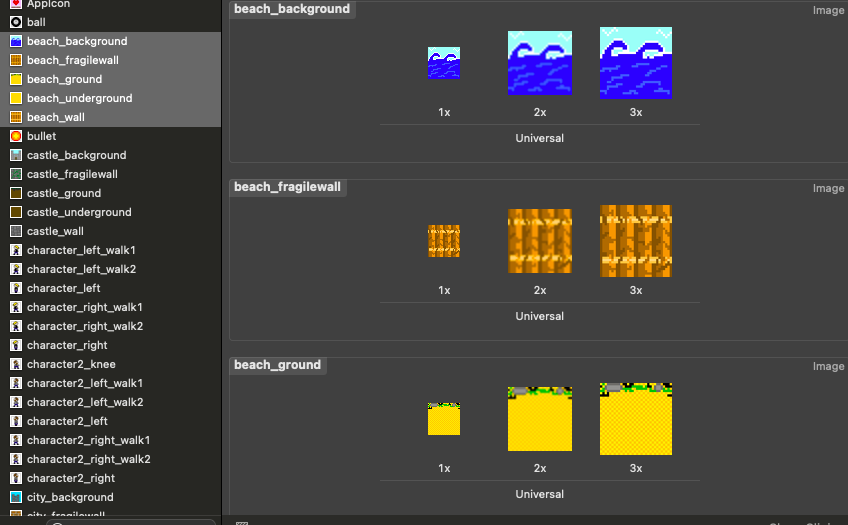 AppIcon
ball
beach_background
beach_fragilewall
beach_ground
beach_underground
beach_wall
bullet
castle_background
castle_fragilewall
castle_ground
castle_underground
castle_wall
character_left_walk1
character_left_walk2
character_left
character_right_walk1
character_right_walk2
character_right
character2_knee
character2_left_walk1
character2_left_walk2
character2_left
character2_right_walk1
character2_right_walk2
character2_right
city_background
city_fragilewall
beach_background Image
1x 2x 3x
Universal
beach_fragilewall Image
1x 2x 3x
Universal
beach_ground Image
1x 2x 3x
Universal